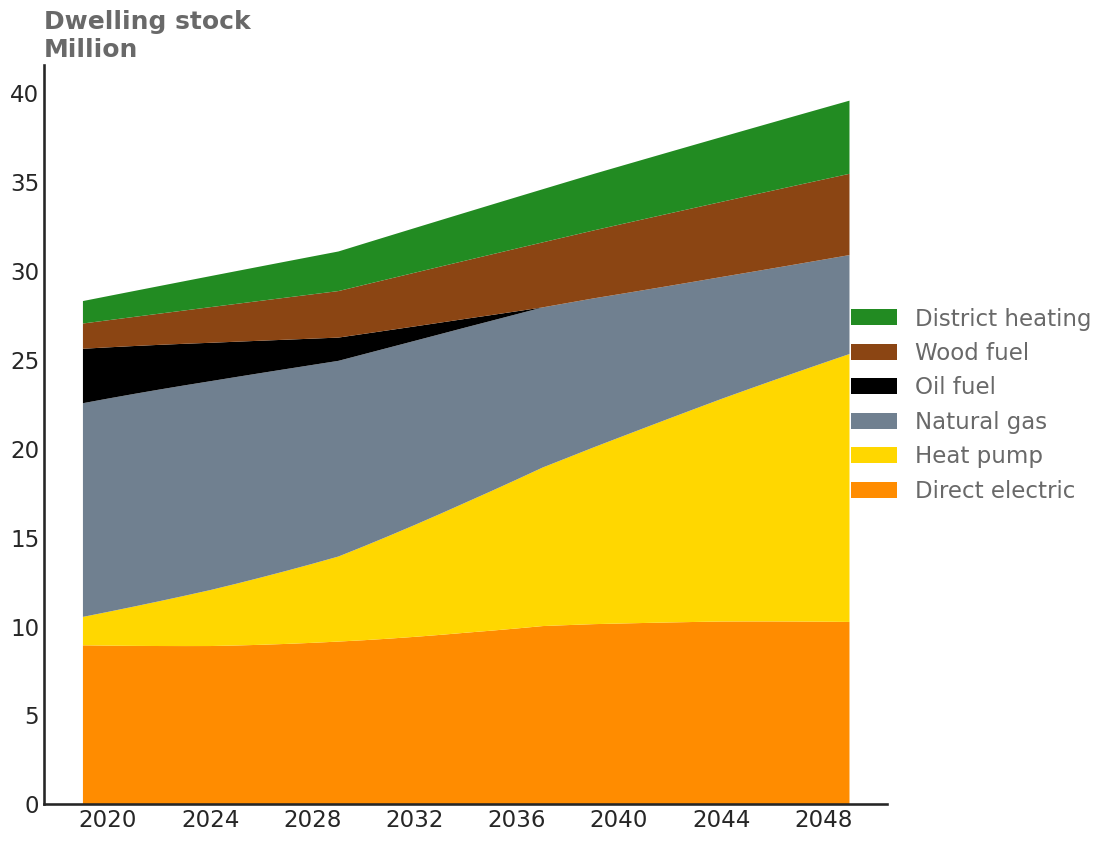 Dwelling stock
Million
40
35
30
25
20
15
10
5
0
2020 2024 2028 2032 2036 2040 2044 2048
District heating
Wood fuel
Oil fuel
Natural gas
Heat pump
Direct electric